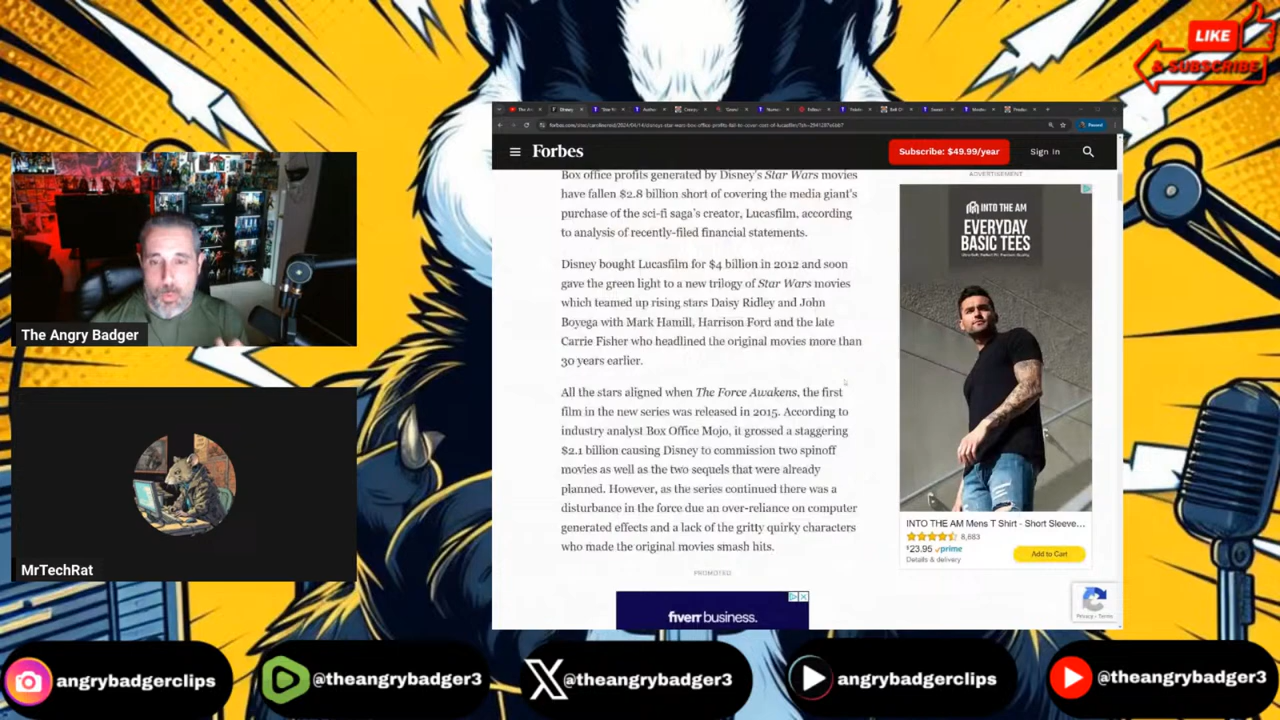 LIKE
& SUBSCRIBE
Forbes
Subscribe: $49.99/year
Sign In
ADVERTISEMENT
Box office profits generated by Disney's Star Wars movies
have fallen $2.8 billion short of covering the media giant's
purchase of the sci-fi saga's creator, Lucasfilm, according
to analysis of recently-filed financial statements.
Disney bought Lucasfilm for $4 billion in 2012 and soon
gave the green light to a new trilogy of Star Wars movies
which teamed up rising stars Daisy Ridley and John
Boyega with Mark Hamill, Harrison Ford and the late
Carrie Fisher who headlined the original movies more than
30 years earlier.
All the stars aligned when The Force Awakens, the first
film in the new series was released in 2015. According to
industry analyst Box Office Mojo, it grossed a staggering
$2.1 billion causing Disney to commission two spinoff
movies as well as the two sequels that were already
planned. However, as the series continued there was a
disturbance in the force due an over-reliance on computer
generated effects and a lack of the gritty quirky characters
who made the original movies smash hits.
PROMOTED
fiverr business.
INTO THE AM
EVERYDAY
BASIC TEES
INTO THE AM Mens T Shirt - Short Sleeve...
8,883
$23.95 prime
Add to Cart
Details & delivery
Privacy - Terms
The Angry Badger
MrTechRat
angrybadgerclips
@theangrybadger3
@theangrybadger3
angrybadgerclips
@theangrybadger3